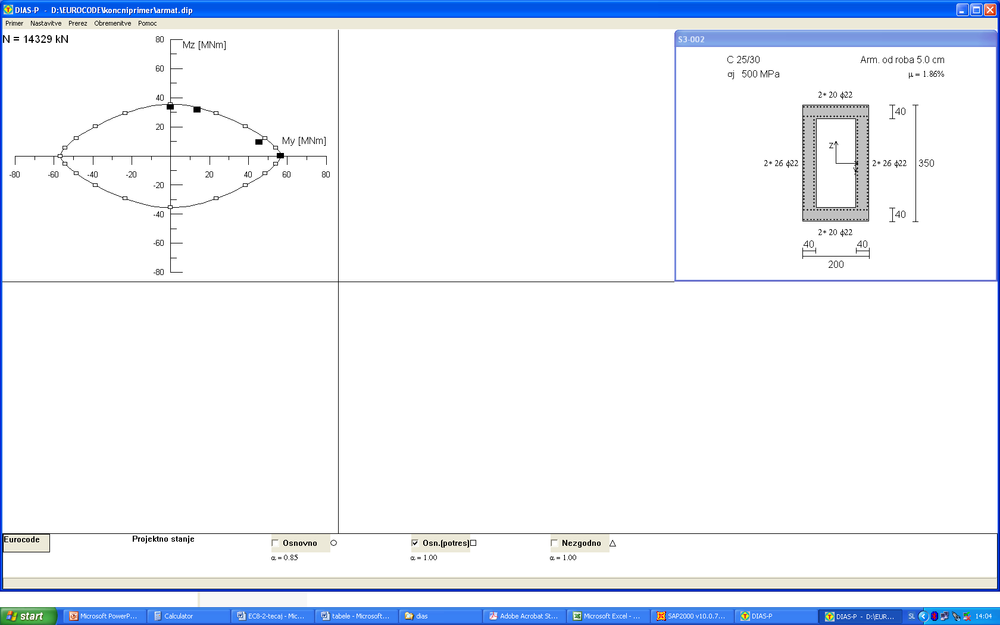 DIAS-P - D:\EUROCODE\koncniprimer\armat.dip
Primer Nastavitve Prerez Obremenitve Pomoc
N = 14329 kN
Mz [MNm]
80
60
40
20
-20
-40
-60
-80
My [MNm]
-80 -60 -40 -20 20 40 60 80
S3-002
C 25/30 Arm. od roba 5.0 cm
σj 500 MPa μ = 1.86%
2* 20 ϕ22
40
Z
2* 26 ϕ22 2* 26 ϕ22 350
40
2* 20 ϕ22
40 40
200
Eurocode Projektno stanje Osnovno Osn.(potres) Nezgodno
α = 0.85 α = 1.00 α = 1.00
start Microsoft PowerP... Calculator EC8-2-tecaj - Mic... tabele - Microsoft... dias Adobe Acrobat St... Microsoft Excel - ... SAP2000 v10.0.7... DIAS-P DIAS-P - D:\EUR... SL 14:04